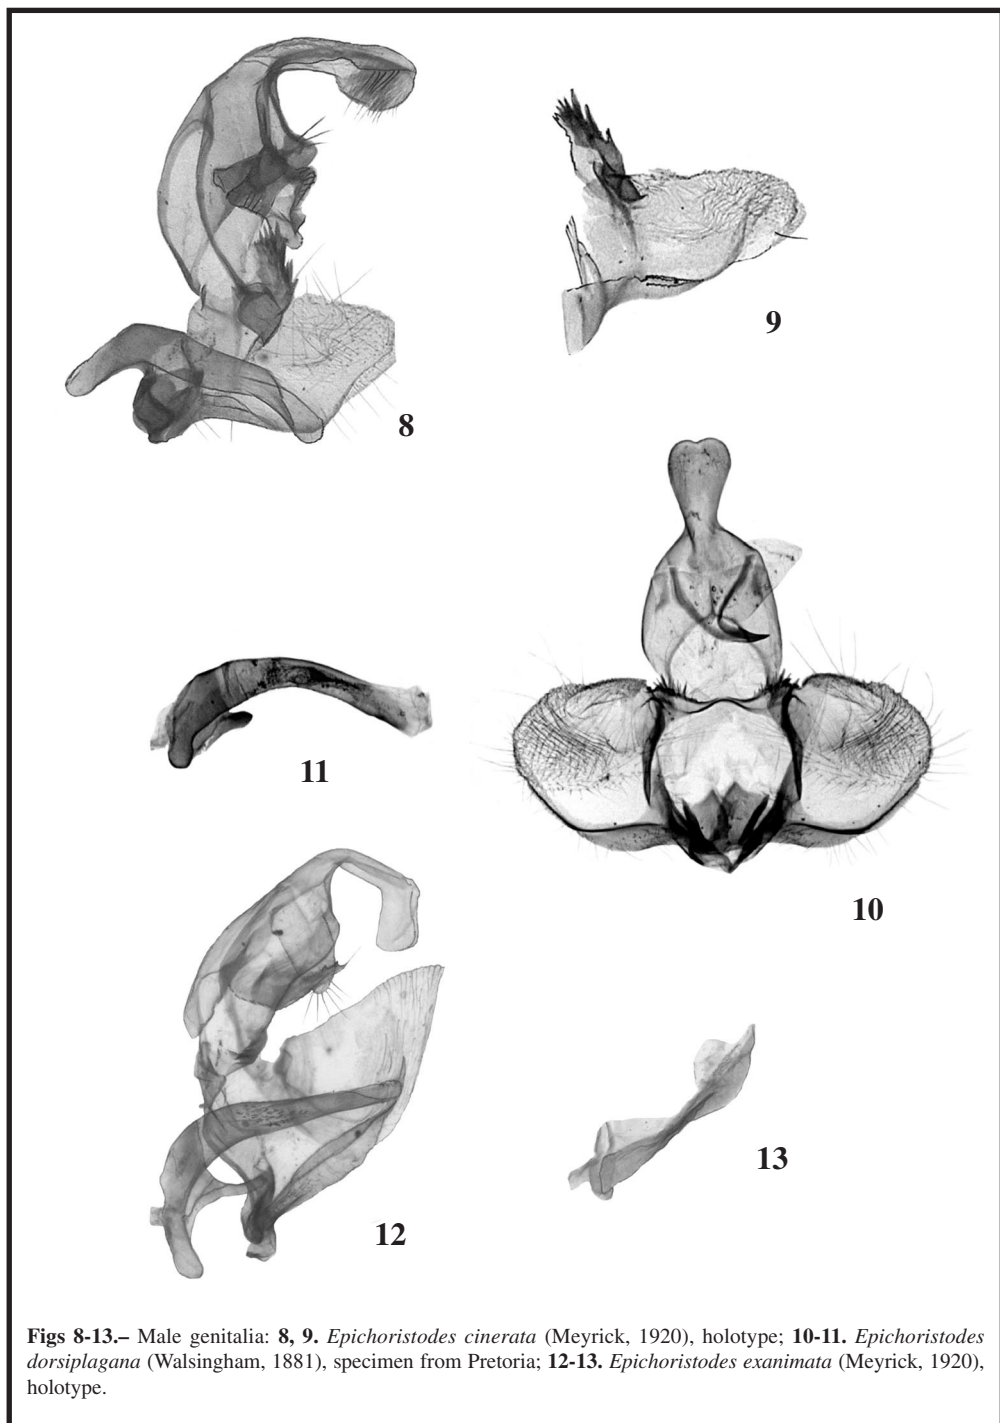 8
9
10
11
12
13
Figs 8-13.– Male genitalia: 8, 9. Epichoristodes cinerata (Meyrick, 1920), holotype; 10-11. Epichoristodes
dorsiplagana (Walsingham, 1881), specimen from Pretoria; 12-13. Epichoristodes exanimata (Meyrick, 1920),
holotype.